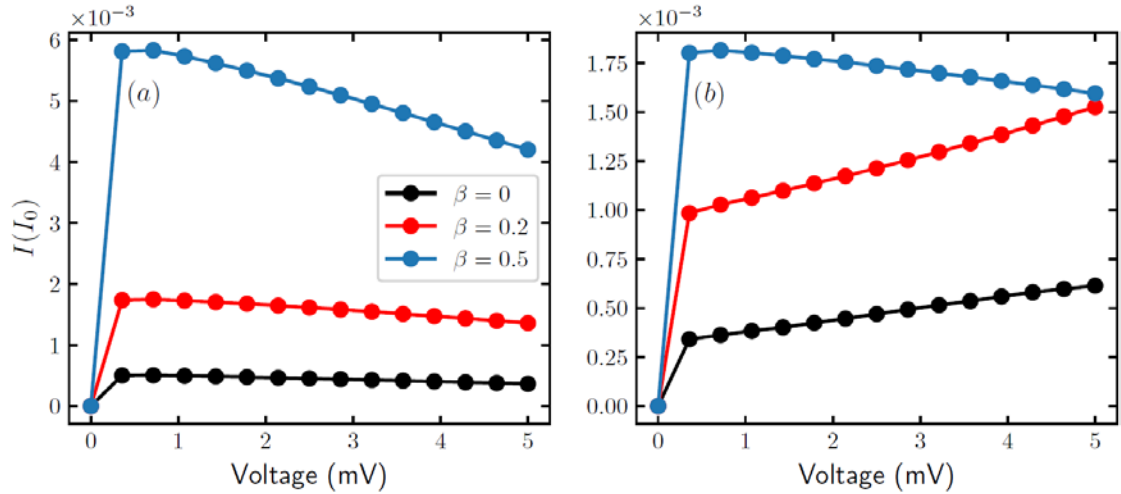 ×10⁻³
6
5
4
3
2
1
0
I(I₀)
(a)
β = 0
β = 0.2
β = 0.5
0 1 2 3 4 5
Voltage (mV)
×10⁻³
1.75
1.50
1.25
1.00
0.75
0.50
0.25
0.00
(b)
0 1 2 3 4 5
Voltage (mV)